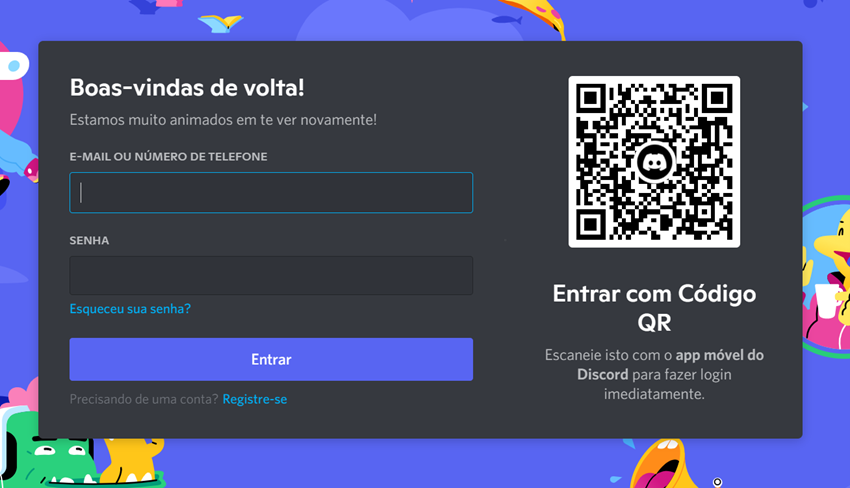 Boas-vindas de volta!
Estamos muito animados em te ver novamente!
E-MAIL OU NÚMERO DE TELEFONE
SENHA
Esqueceu sua senha?
Entrar
Precisando de uma conta? Registre-se
Entrar com Código
QR
Escaneie isto com o app móvel do
Discord para fazer login
imediatamente.